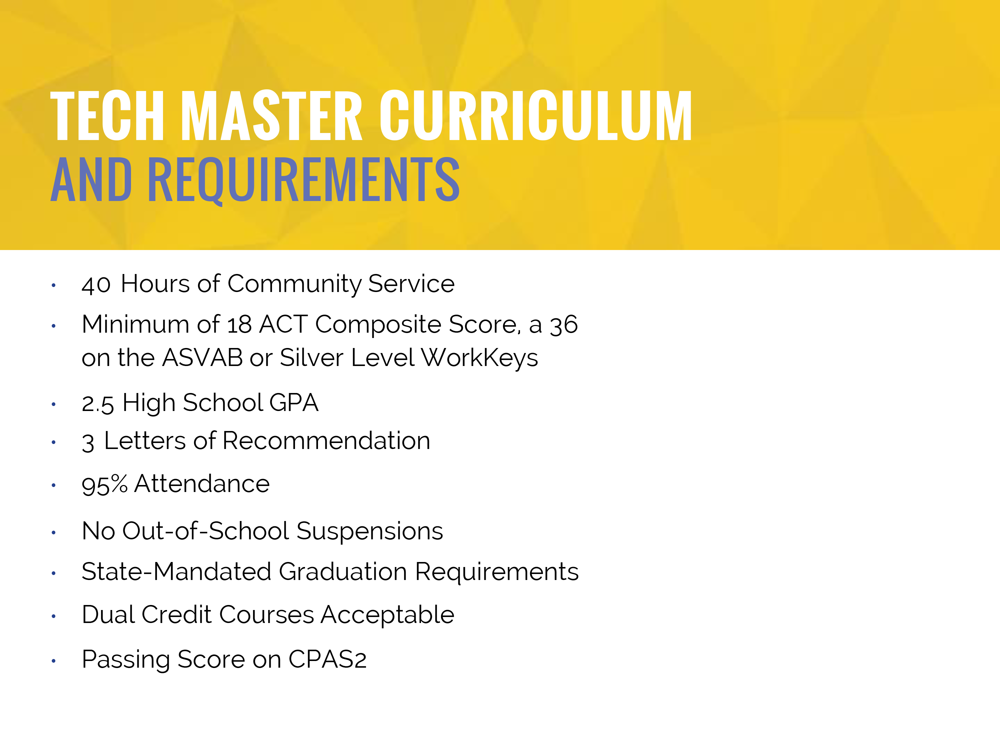 TECH MASTER CURRICULUM
AND REQUIREMENTS
• 40 Hours of Community Service
• Minimum of 18 ACT Composite Score, a 36
on the ASVAB or Silver Level WorkKeys
• 2.5 High School GPA
• 3 Letters of Recommendation
• 95% Attendance
• No Out-of-School Suspensions
• State-Mandated Graduation Requirements
• Dual Credit Courses Acceptable
• Passing Score on CPAS2